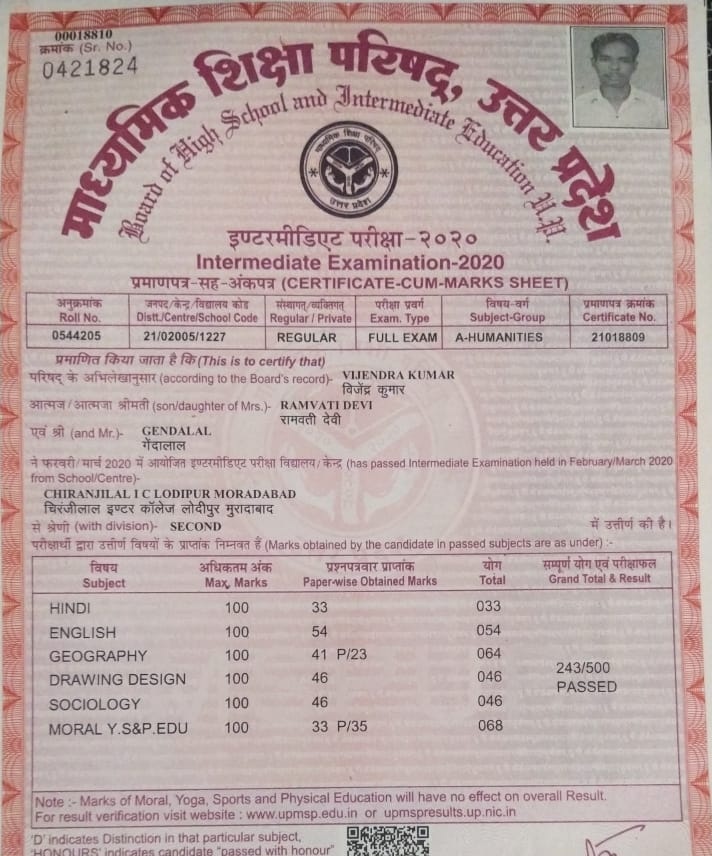 00018810
क्रमांक (Sr. No.)
0421824
माध्यमिक शिक्षा परिषद्, उत्तर प्रदेश
Board of High School and Intermediate Education U.P.
माध्यमिक शिक्षा परिषद्
उत्तर प्रदेश
इण्टरमीडिएट परीक्षा-२०२०
Intermediate Examination-2020
प्रमाणपत्र-सह-अंकपत्र (CERTIFICATE-CUM-MARKS SHEET)
अनुक्रमांक जनपद/केन्द्र/विद्यालय कोड संस्थागत/व्यक्तिगत परीक्षा प्रवर्ग विषय-वर्ग प्रमाणपत्र क्रमांक
Roll No. Distt./Centre/School Code Regular / Private Exam. Type Subject-Group Certificate No.
0544205 21/02005/1227 REGULAR FULL EXAM A-HUMANITIES 21018809
प्रमाणित किया जाता है कि (This is to certify that)
परिषद् के अभिलेखानुसार (according to the Board's record)- VIJENDRA KUMAR
विजेंद्र कुमार
आत्मज/आत्मजा श्रीमती (son/daughter of Mrs.)- RAMVATI DEVI
रामवती देवी
एवं श्री (and Mr.)- GENDALAL
गेंदालाल
ने फरवरी/मार्च 2020 में आयोजित इण्टरमीडिएट परीक्षा विद्यालय/केन्द्र (has passed Intermediate Examination held in February/March 2020
from School/Centre)-
CHIRANJILAL I C LODIPUR MORADABAD
चिरंजीलाल इण्टर कॉलेज लोदीपुर मुरादाबाद
से श्रेणी (with division)- SECOND में उत्तीर्ण की है।
परीक्षार्थी द्वारा उत्तीर्ण विषयों के प्राप्तांक निम्नवत हैं (Marks obtained by the candidate in passed subjects are as under) :-
विषय अधिकतम अंक प्रश्नपत्रवार प्राप्तांक योग सम्पूर्ण योग एवं परीक्षाफल
Subject Max. Marks Paper-wise Obtained Marks Total Grand Total & Result
HINDI 100 33 033
ENGLISH 100 54 054
GEOGRAPHY 100 41 P/23 064
243/500
DRAWING DESIGN 100 46 046
PASSED
SOCIOLOGY 100 46 046
MORAL Y.S&P.EDU 100 33 P/35 068
Note :- Marks of Moral, Yoga, Sports and Physical Education will have no effect on overall Result.
For result verification visit website : www.upmsp.edu.in or upmspresults.up.nic.in
'D' indicates Distinction in that particular subject,
'HONOURS' indicates candidate "passed with honour"